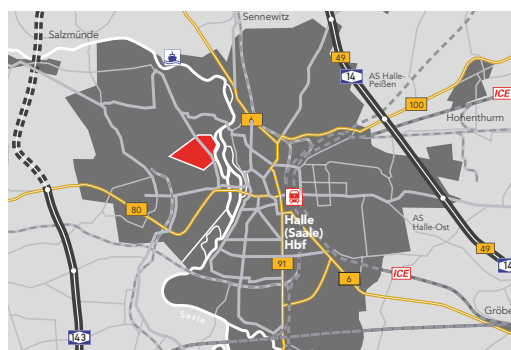 Sennewitz
Salzmünde
49
14
AS Halle-
Peißen
ICE
100
6
Hohenthurm
80
Halle
(Saale)
Hbf
AS
Halle-Ost
49
14
91
ICE
6
Saale
Gröbe
143